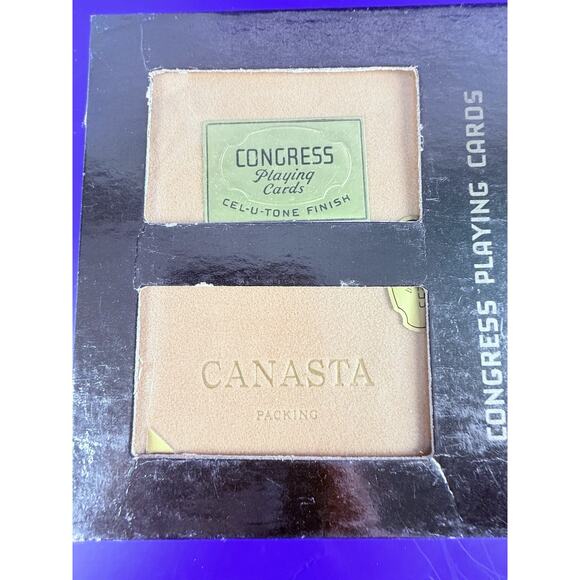 CONGRESS
Playing
Cards
CEL-U-TONE FINISH
CANASTA
PACKING
CONGRESS PLAYING CARDS